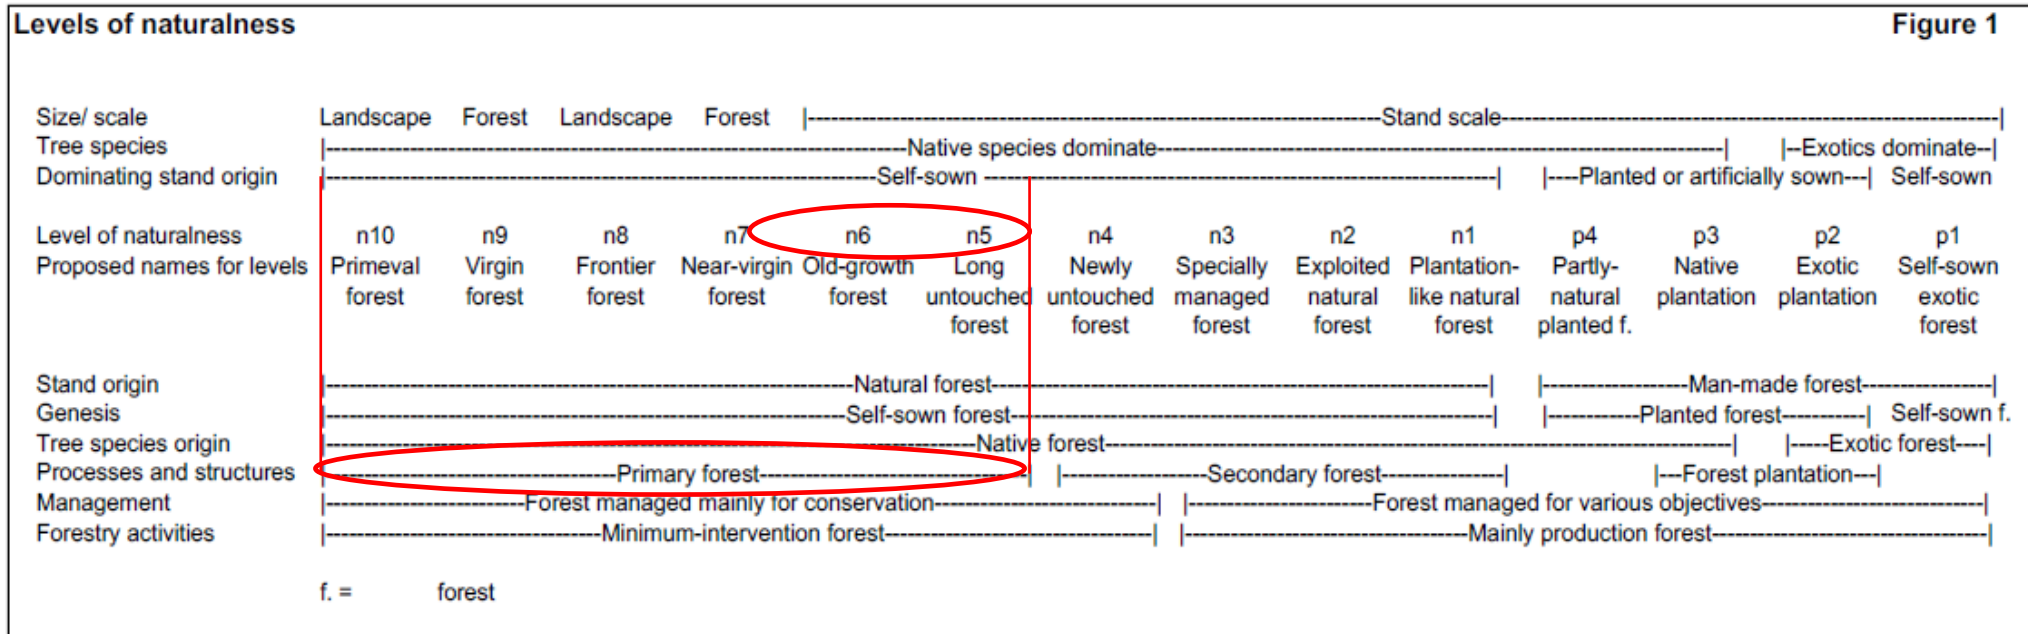 Levels of naturalness Figure 1
Size/ scale Landscape Forest Landscape Forest |---Stand scale---|
Tree species |---Native species dominate---| |--Exotics dominate--|
Dominating stand origin |---Self-sown ---| |----Planted or artificially sown---| Self-sown
Level of naturalness n10 n9 n8 n7 n6 n5 n4 n3 n2 n1 p4 p3 p2 p1
Proposed names for levels Primeval Virgin Frontier Near-virgin Old-growth Long Newly Specially Exploited Plantation- Partly- Native Exotic Self-sown
forest forest forest forest forest untouched untouched managed natural like natural natural plantation plantation exotic
forest forest forest forest forest planted f. forest
Stand origin |---Natural forest---| |---Man-made forest---|
Genesis |---Self-sown forest---| |---Planted forest---| Self-sown f.
Tree species origin |---Native forest---| |-----Exotic forest----|
Processes and structures |---Primary forest---| |---Secondary forest---| |---Forest plantation---|
Management |---Forest managed mainly for conservation---| |---Forest managed for various objectives---|
Forestry activities |---Minimum-intervention forest---| |---Mainly production forest---|
f. = forest